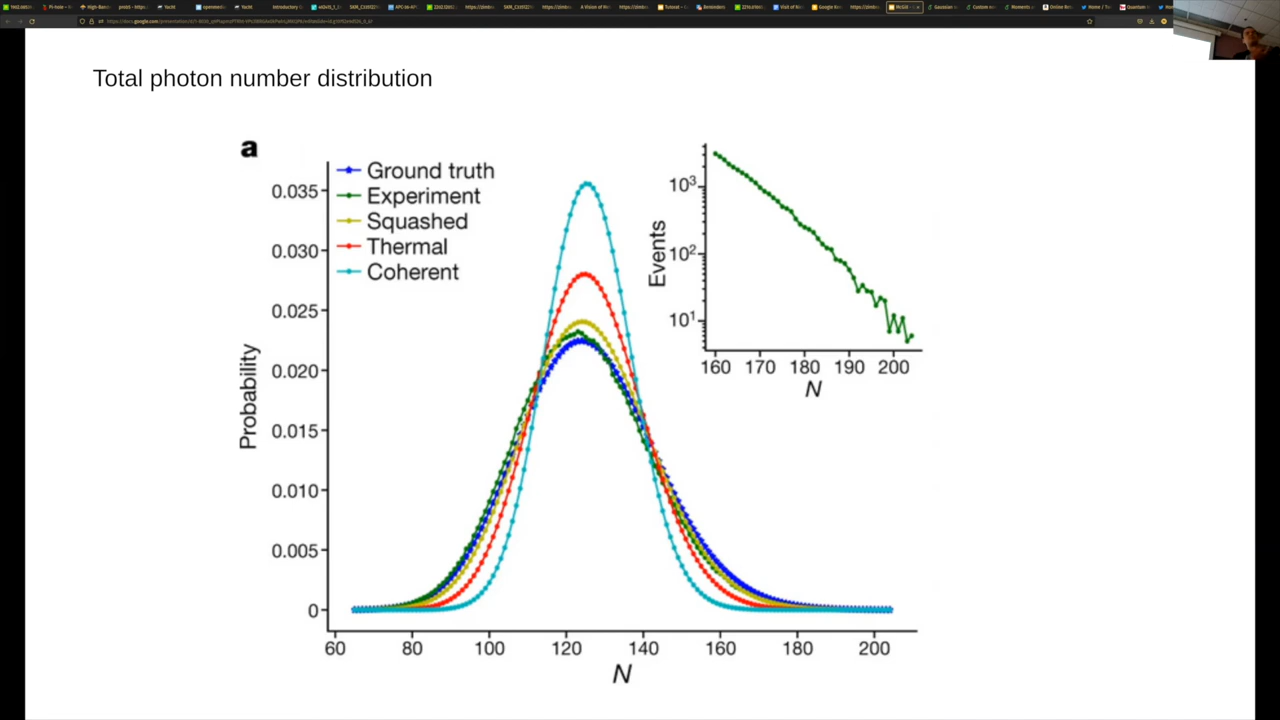 Total photon number distribution
a
Ground truth
Experiment
Squashed
Thermal
Coherent
Probability
0.035
0.030
0.025
0.020
0.015
0.010
0.005
0
60 80 100 120 140 160 180 200
N
Events
10³
10²
10¹
160 170 180 190 200
N